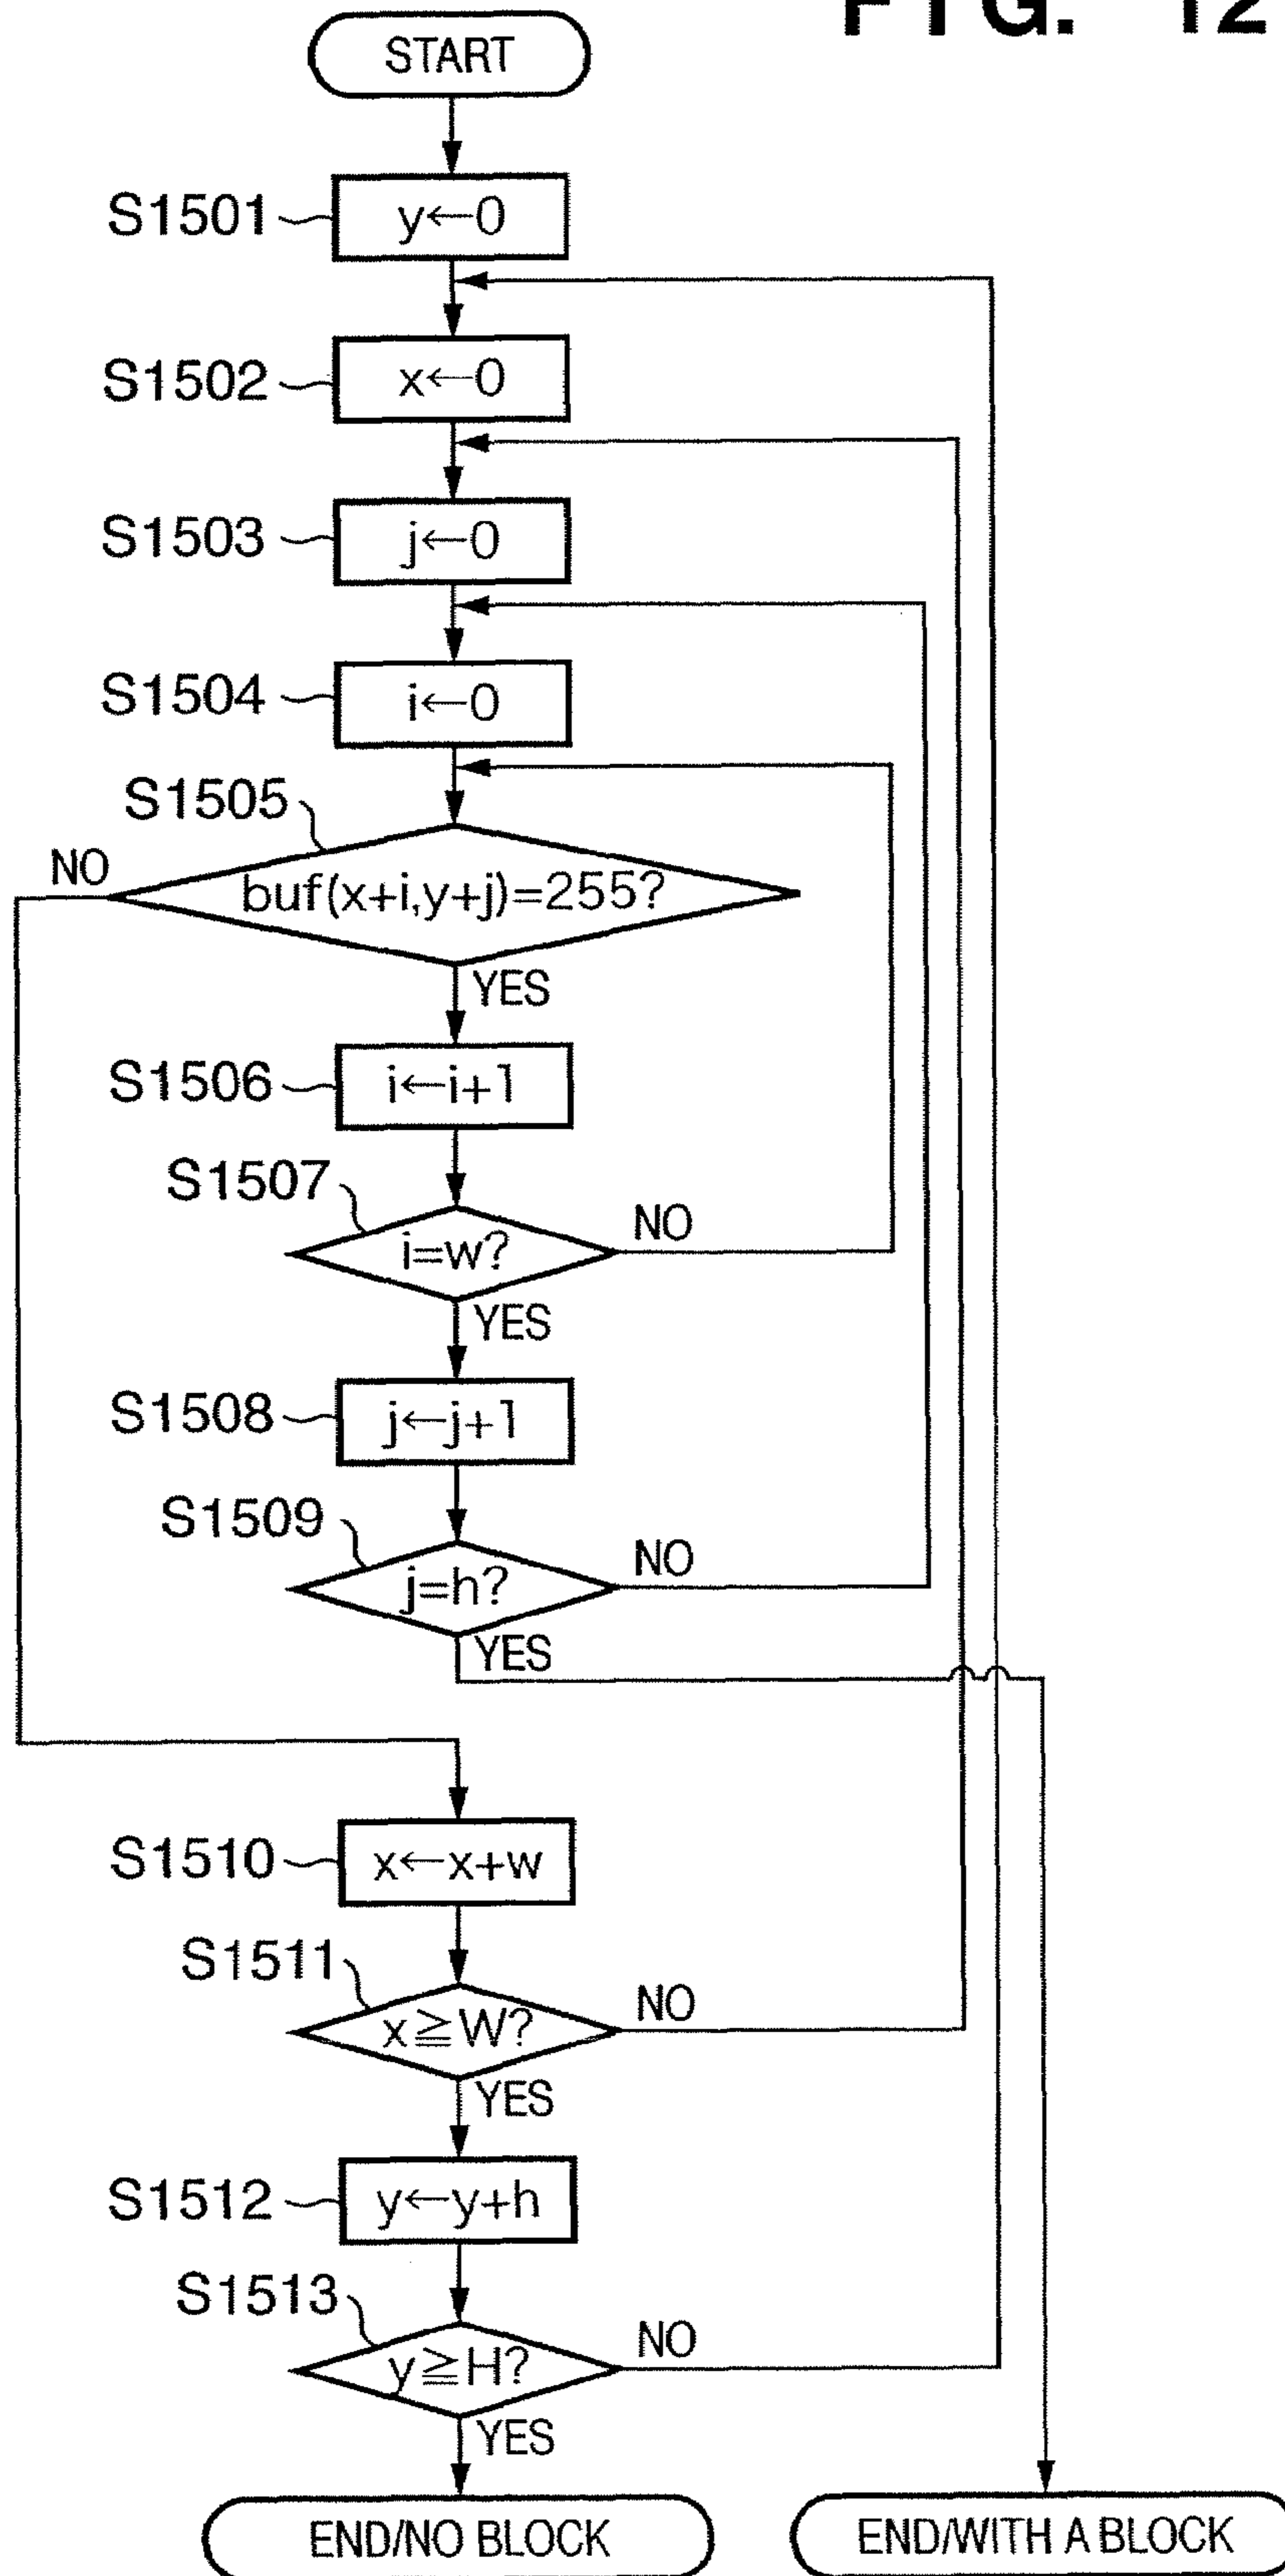 FIG. 12
START
S1501
y←0
S1502
x←0
S1503
j←0
S1504
i←0
S1505
NO
buf(x+i,y+j)=255?
YES
S1506
i←i+1
S1507
i=w?
NO
YES
S1508
j←j+1
S1509
j=h?
NO
YES
S1510
x←x+w
S1511
x≧W?
NO
YES
S1512
y←y+h
S1513
y≧H?
NO
YES
END/NO BLOCK
END/WITH A BLOCK